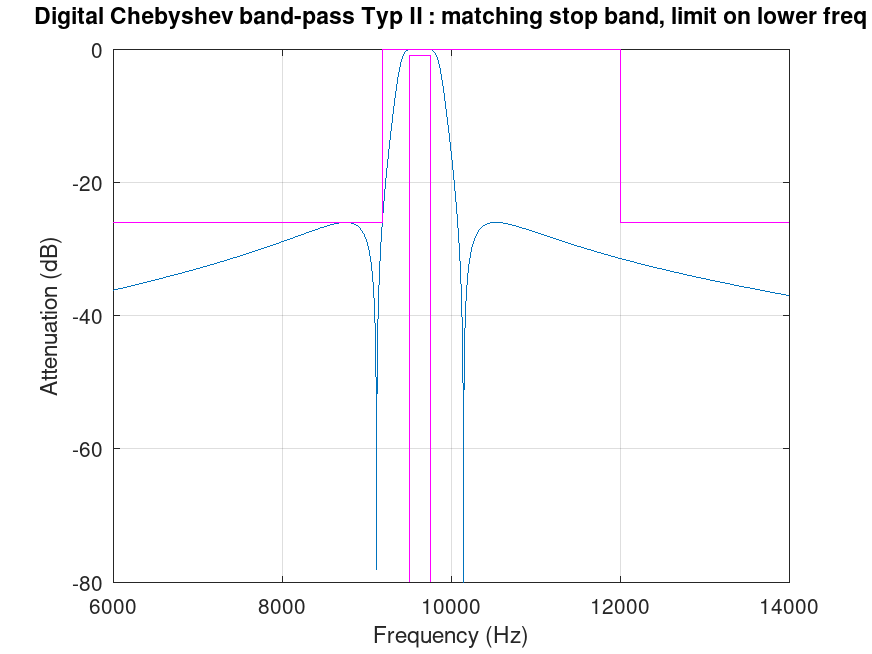 Digital Chebyshev band-pass Typ II : matching stop band, limit on lower freq
0
-20
-40
-60
-80
6000 8000 10000 12000 14000
Attenuation (dB)
Frequency (Hz)